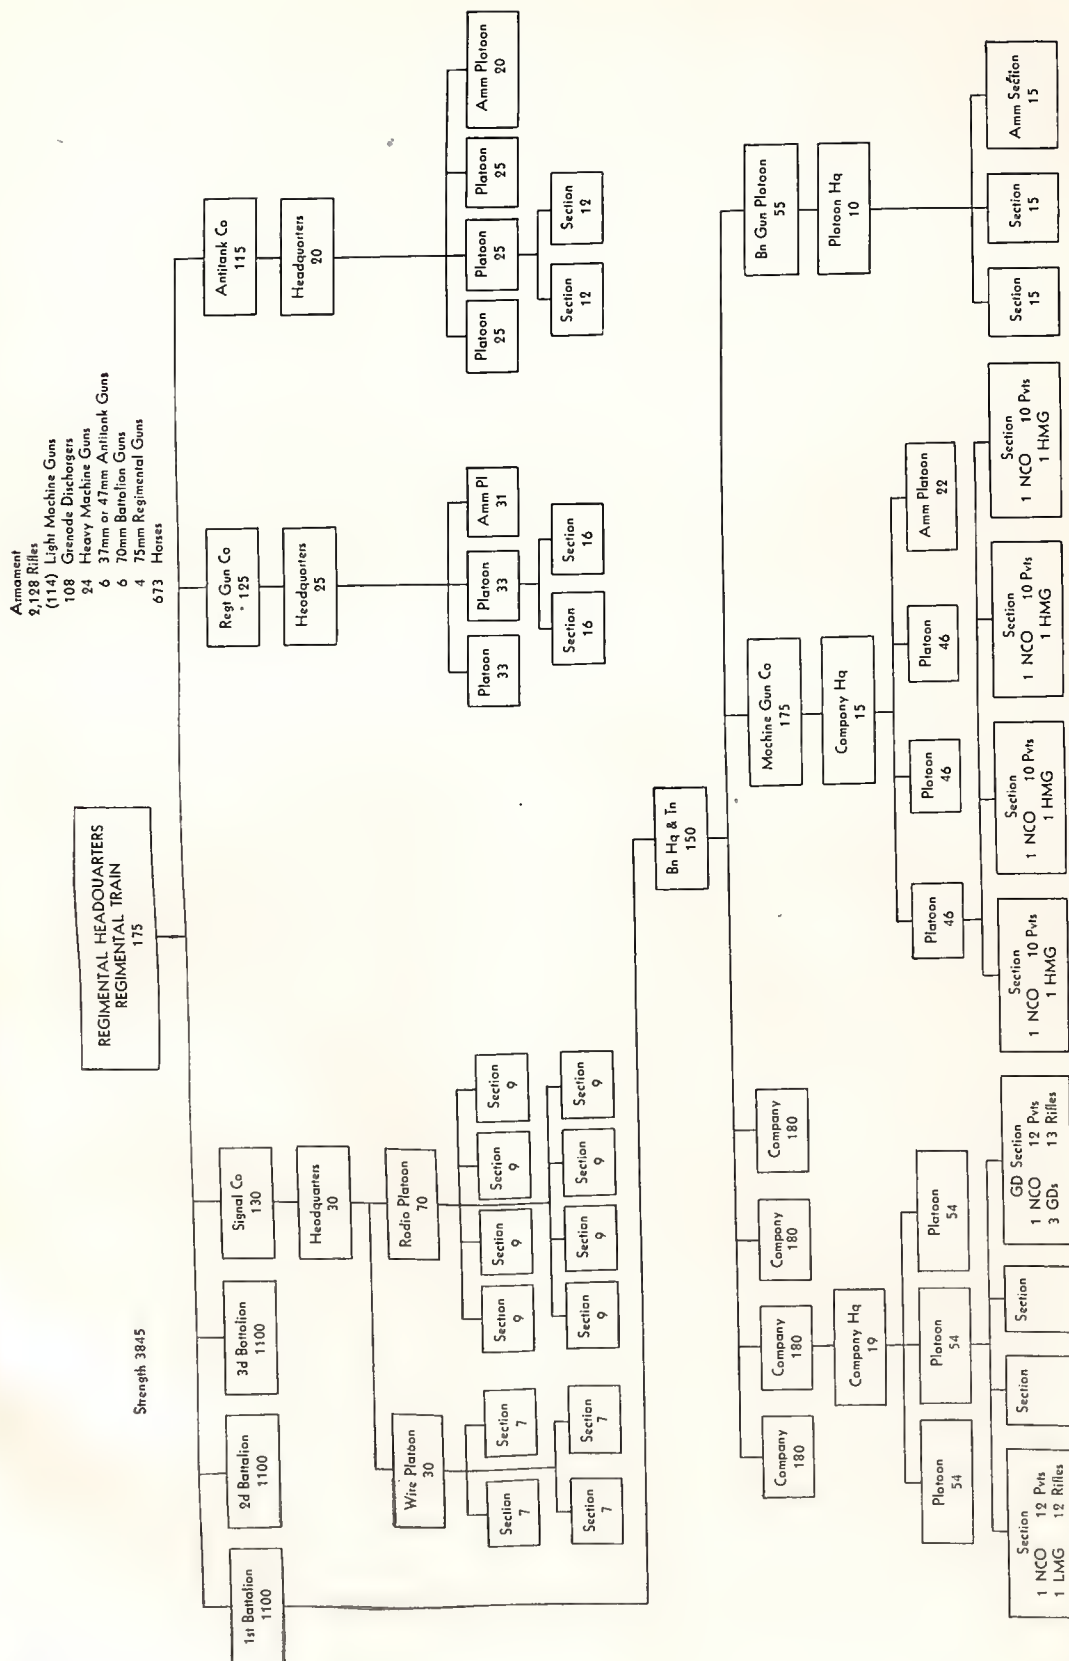 Armament
2,128 Rifles
(114) Light Machine Guns
108 Grenade Dischargers
24 Heavy Machine Guns
6 37mm or 47mm Antitank Guns
6 70mm Battalion Guns
4 75mm Regimental Guns
673 Horses
REGIMENTAL HEADQUARTERS
REGIMENTAL TRAIN
175
Strength 3845
1st Battalion
1100
2d Battalion
1100
3d Battalion
1100
Signal Co
130
Regt Gun Co
125
Antitank Co
115
Headquarters
30
Headquarters
25
Headquarters
20
Wire Platoon
30
Radio Platoon
70
Platoon
33
Platoon
33
Amm Pl
31
Platoon
25
Platoon
25
Platoon
25
Amm Platoon
20
Section
7
Section
7
Section
9
Section
9
Section
9
Section
9
Section
16
Section
16
Section
12
Section
12
Section
7
Section
7
Section
9
Section
9
Section
9
Section
9
Bn Hq & Tn
150
Company
180
Company
180
Company
180
Company
180
Machine Gun Co
175
Bn Gun Platoon
55
Company Hq
19
Company Hq
15
Platoon Hq
10
Platoon
54
Platoon
54
Platoon
54
Platoon
46
Platoon
46
Platoon
46
Amm Platoon
22
Section
1 NCO 12 Pvts
1 LMG 12 Rifles
Section
Section
GD Section
1 NCO 12 Pvts
3 GDs 13 Rifles
Section
1 NCO 10 Pvts
1 HMG
Section
1 NCO 10 Pvts
1 HMG
Section
1 NCO 10 Pvts
1 HMG
Section
1 NCO 10 Pvts
1 HMG
Section
15
Section
15
Amm Section
15